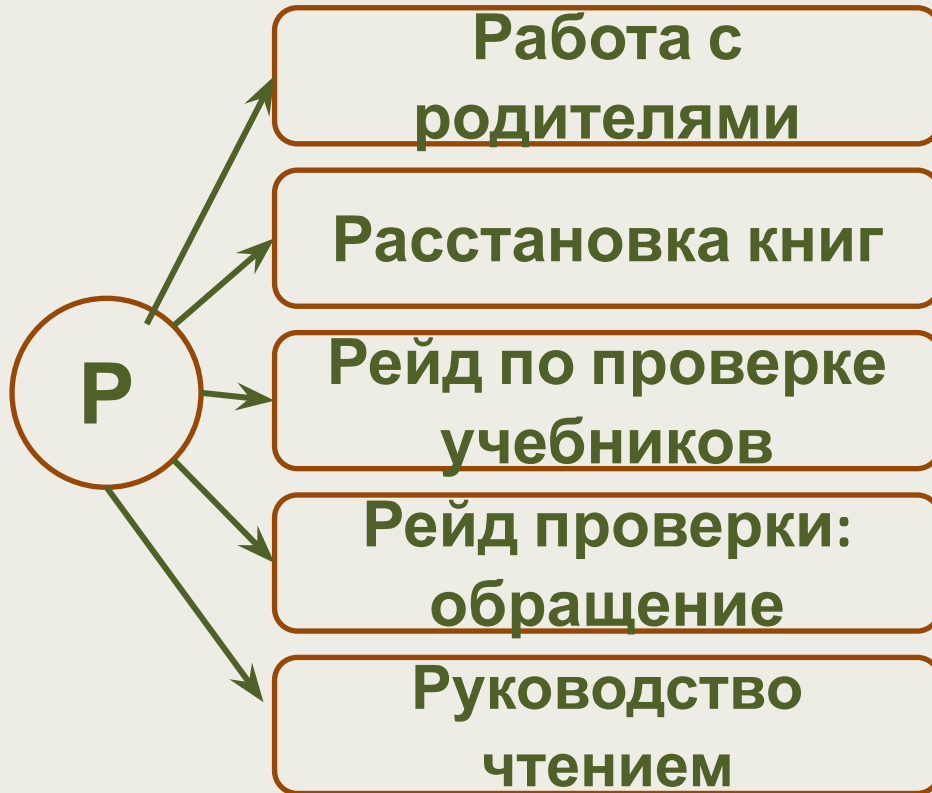 Работа с
родителями
Расстановка книг
Р
Рейд по проверке
учебников
Рейд проверки:
обращение
Руководство
чтением